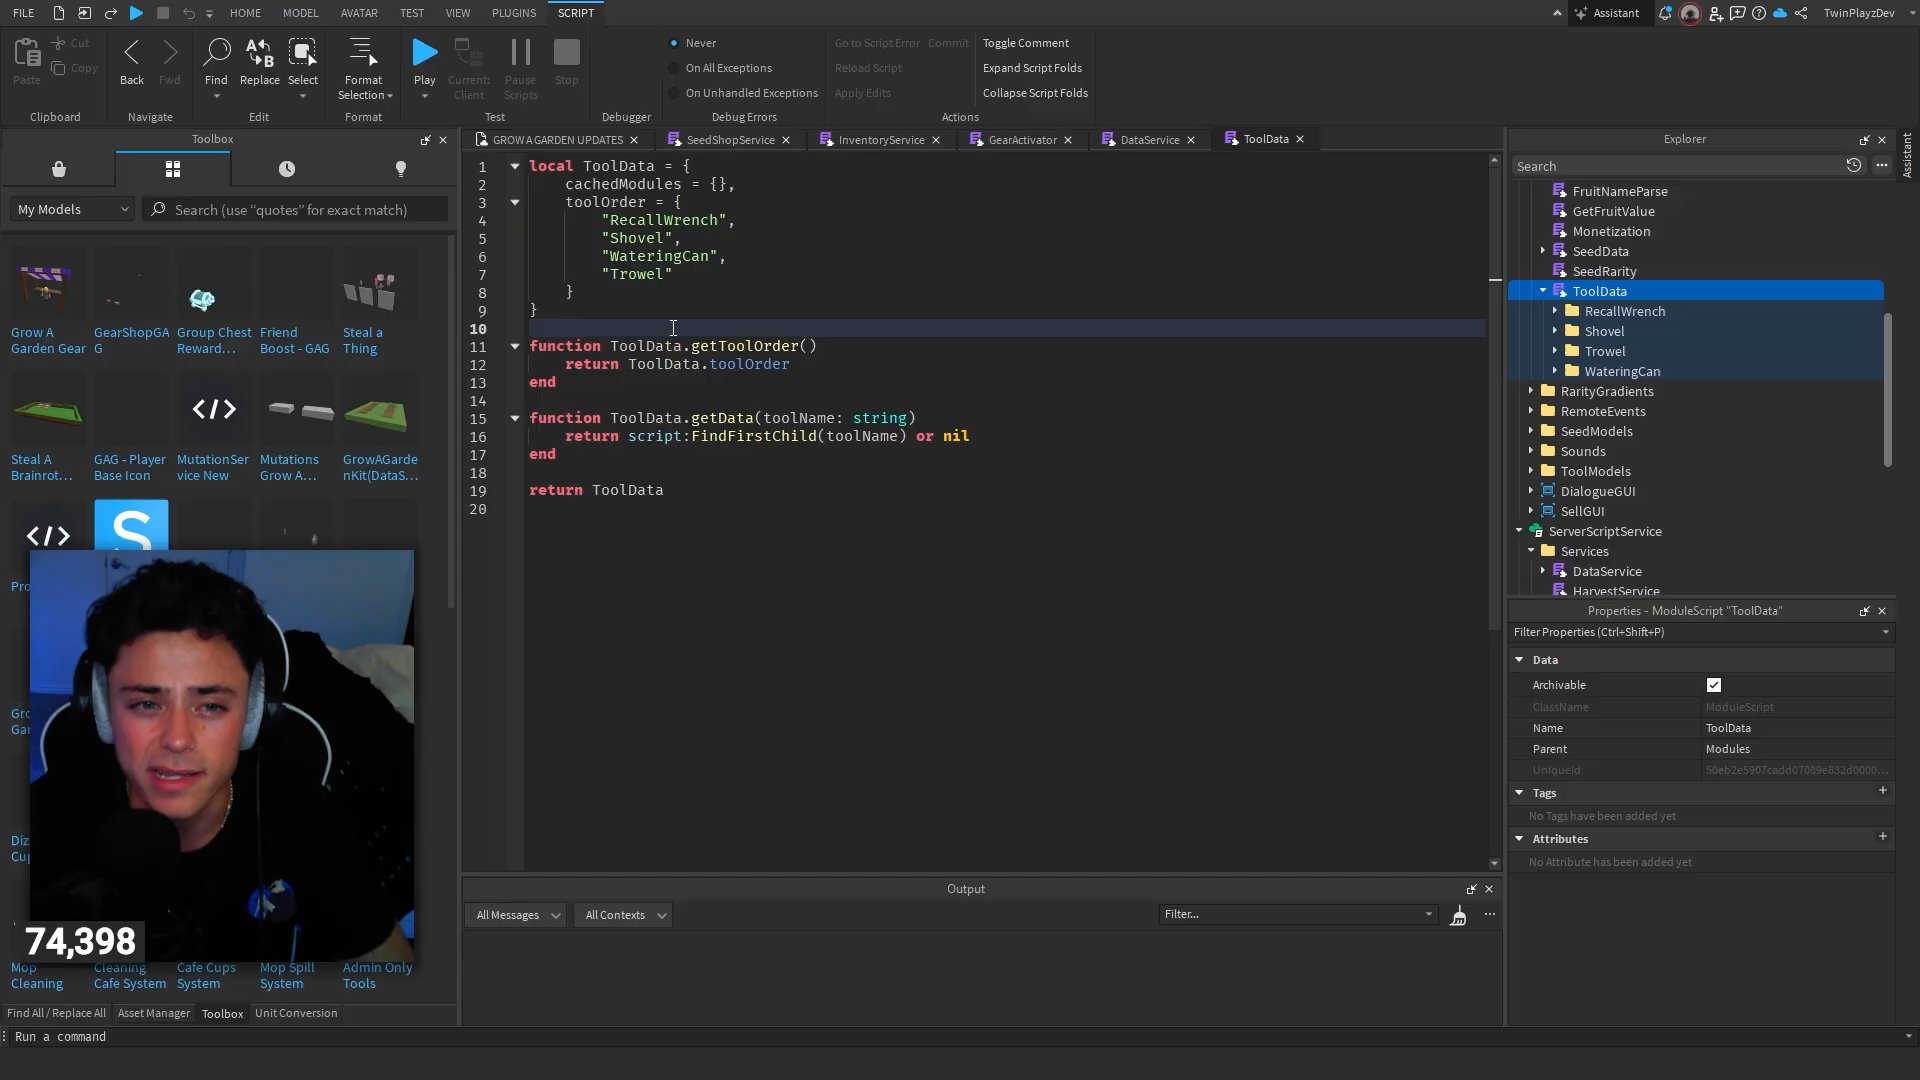 FILE HOME MODEL AVATAR TEST VIEW PLUGINS SCRIPT Assistant TwinPlayzDev
Cut
Copy
Paste
Back Fwd Find Replace Select Format Selection Play Current: Client Pause Scripts Stop
Never
On All Exceptions
On Unhandled Exceptions
Go to Script Error Commit
Reload Script
Apply Edits
Toggle Comment
Expand Script Folds
Collapse Script Folds
Clipboard Navigate Edit Format Test Debugger Debug Errors Actions
Toolbox
My Models
Search (use “quotes” for exact match)
Grow A Garden Gear
GearShopGA G
Group Chest Reward...
Friend Boost - GAG
Steal a Thing
Steal A Brainrot...
GAG - Player Base Icon
MutationSer vice New
Mutations Grow A...
GrowAGarde nKit(DataS...
S
Pro
Gro
Gar
Diz
Cup
74,398
Mop Cleaning
Cleaning Cafe System
Cafe Cups System
Mop Spill System
Admin Only Tools
Find All / Replace All Asset Manager Toolbox Unit Conversion
Run a command
GROW A GARDEN UPDATES SeedShopService InventoryService GearActivator DataService ToolData
1 local ToolData = {
2 cachedModules = {},
3 toolOrder = {
4 "RecallWrench",
5 "Shovel",
6 "WateringCan",
7 "Trowel"
8 }
9 }
10
11 function ToolData.getToolOrder()
12 return ToolData.toolOrder
13 end
14
15 function ToolData.getData(toolName: string)
16 return script:FindFirstChild(toolName) or nil
17 end
18
19 return ToolData
20
Output
All Messages All Contexts Filter...
Explorer
Assistant
Search
FruitNameParse
GetFruitValue
Monetization
SeedData
SeedRarity
ToolData
RecallWrench
Shovel
Trowel
WateringCan
RarityGradients
RemoteEvents
SeedModels
Sounds
ToolModels
DialogueGUI
SellGUI
ServerScriptService
Services
DataService
HarvestService
Properties - ModuleScript "ToolData"
Filter Properties (Ctrl+Shift+P)
Data
Archivable
ClassName ModuleScript
Name ToolData
Parent Modules
UniqueId 50eb2e5907cadd07089e832d0000...
Tags
No Tags have been added yet
Attributes
No Attribute has been added yet